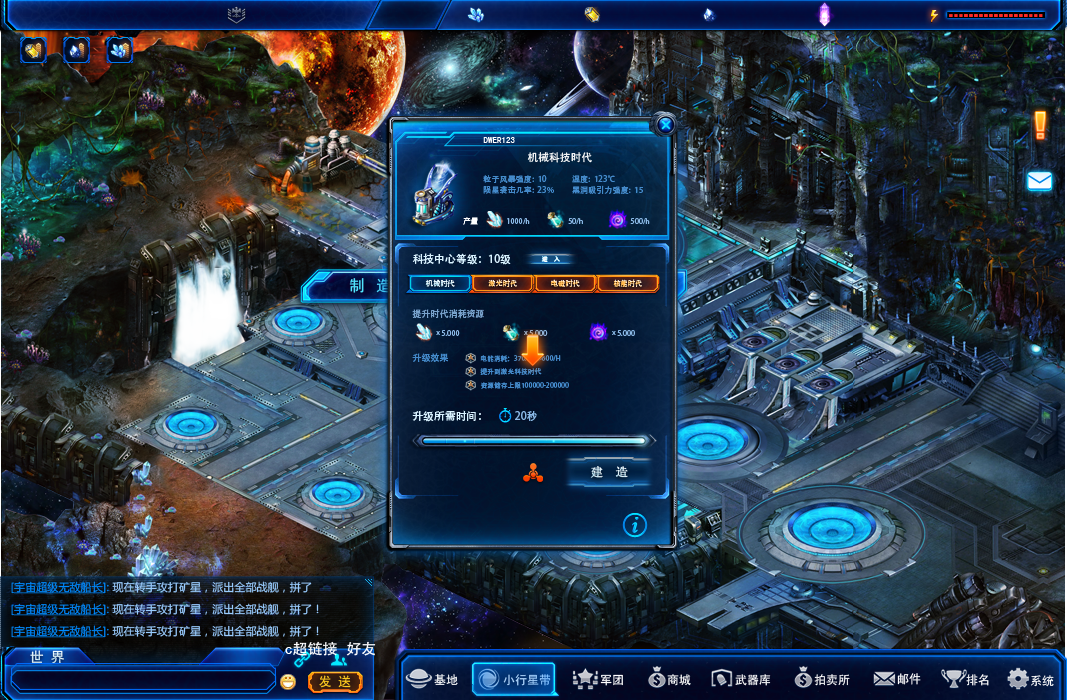 DWER123
机械科技时代
粒子风暴强度: 10 温度: 123℃
陨星袭击几率: 23% 黑洞吸引力强度: 15
产量 1000/h 50/h 500/h
制 造
科技中心等级: 10级 進 入
机械时代 激光时代 电磁时代 核能时代
提升时代消耗资源
×5.000 ×5.000 ×5.000
升级效果
提升到激光科技时代
资源储存上限100000-200000
升级所需时间: 20秒
建 造
[宇宙超级无敌船长]: 现在转手攻打矿星，派出全部战舰，拼了
[宇宙超级无敌船长]: 现在转手攻打矿星，派出全部战舰，拼了！
[宇宙超级无敌船长]: 现在转手攻打矿星，派出全部战舰，拼了！
c超链接 好友
世 界
发 送
基地 小行星带 军团 商城 武器库 拍卖所 邮件 排名 系统